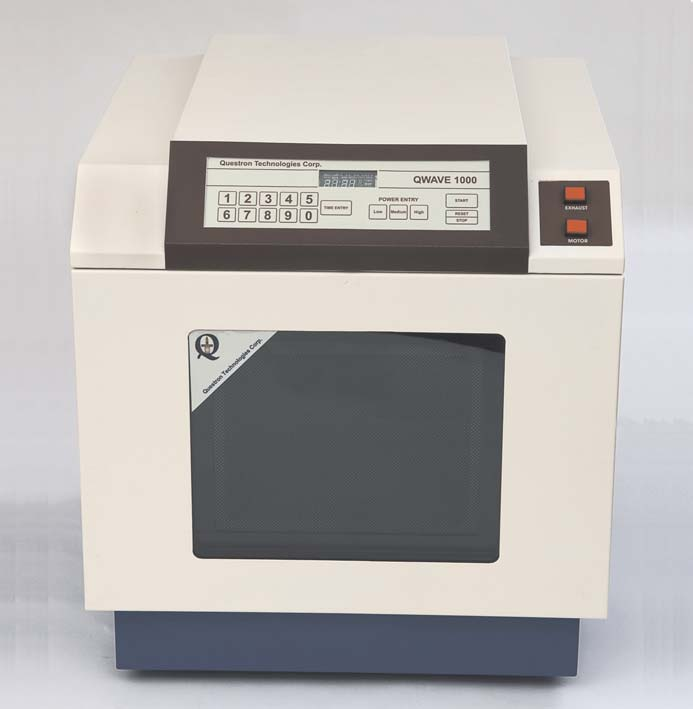 Questron Technologies Corp.
QWAVE 1000
1 2 3 4 5
6 7 8 9 0
TIME ENTRY
POWER ENTRY
Low Medium High
START
RESET
STOP
EXHAUST
MOTOR
Q
Questron Technologies Corp.